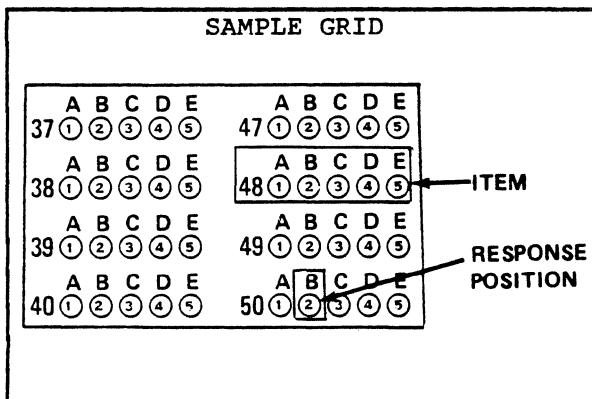 SAMPLE GRID
A B C D E A B C D E
37 1 2 3 4 5 47 1 2 3 4 5
A B C D E A B C D E
38 1 2 3 4 5 48 1 2 3 4 5 ITEM
A B C D E A B C D E
39 1 2 3 4 5 49 1 2 3 4 5 RESPONSE
A B C D E A B C D E POSITION
40 1 2 3 4 5 50 1 2 3 4 5